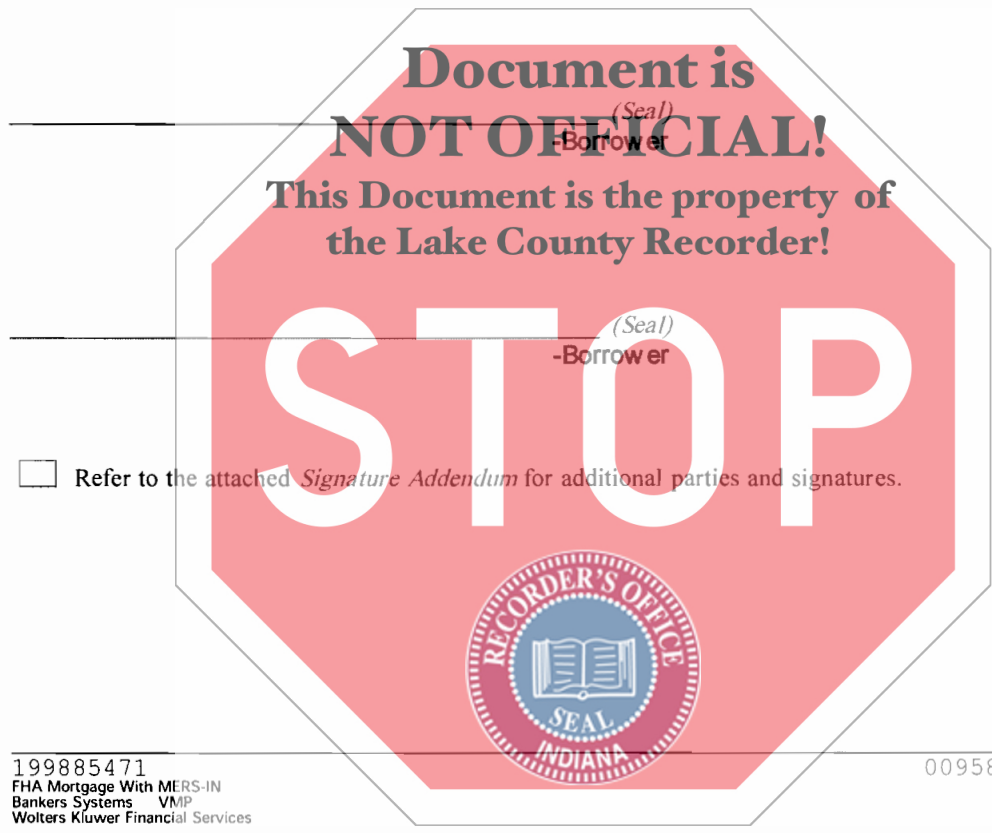 Document is
(Seal)
NOT OFFICIAL!
-Borrower
This Document is the property of
the Lake County Recorder!
STOP
(Seal)
-Borrower
Refer to the attached Signature Addendum for additional parties and signatures.
RECORDER'S OFFICE
SEAL
INDIANA
199885471
00958
FHA Mortgage With MERS-IN
Bankers Systems VMP
Wolters Kluwer Financial Services